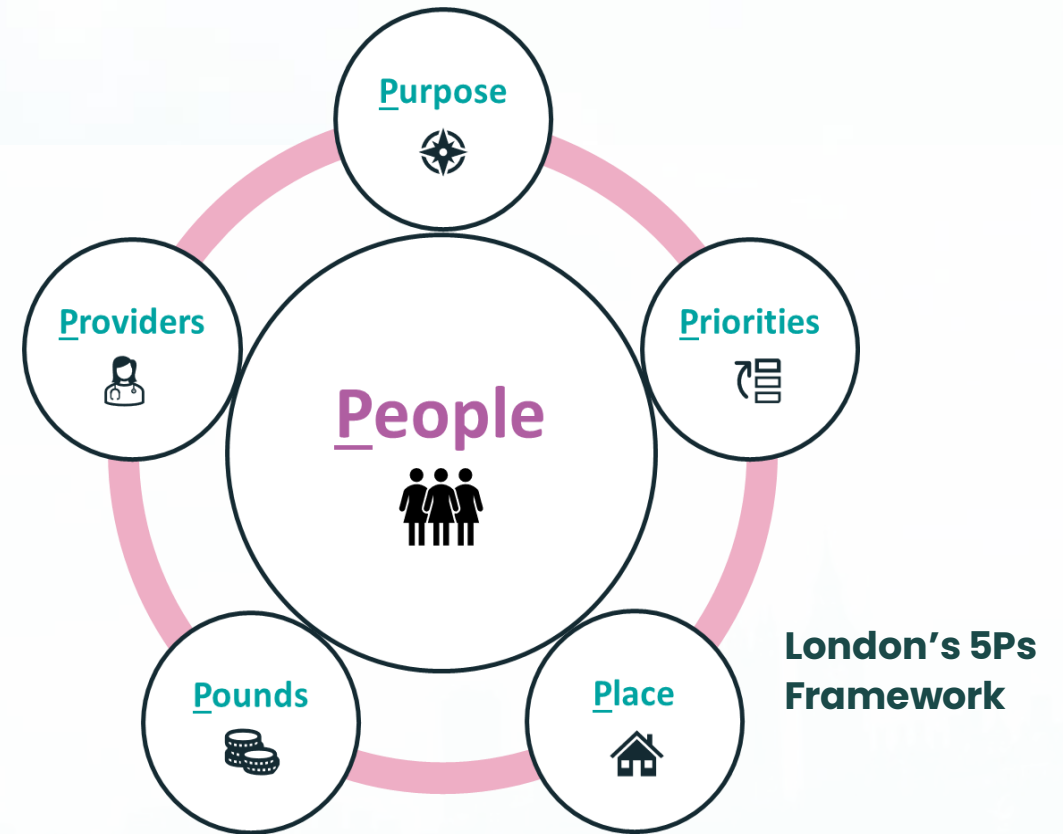 Purpose
Providers
Priorities
People
Pounds
Place
London’s 5Ps
Framework